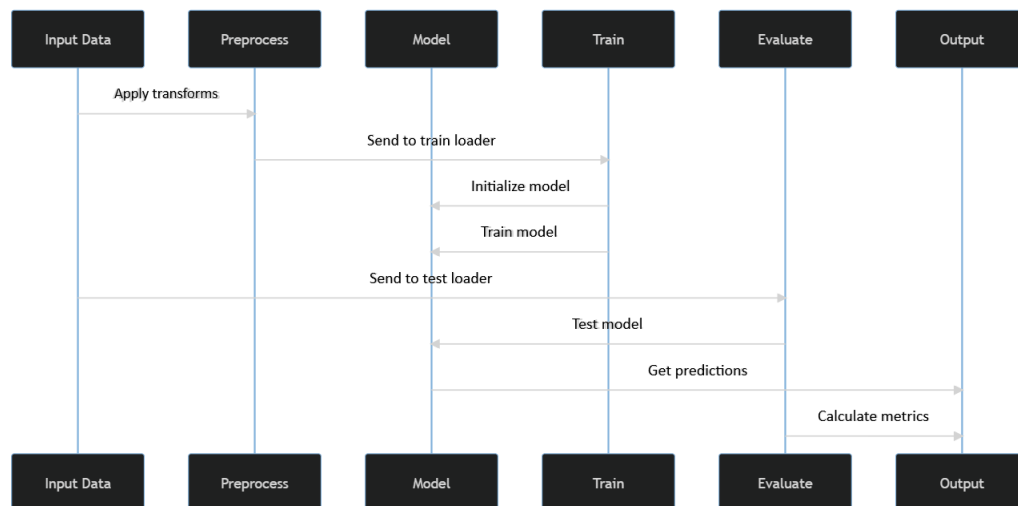 Input Data Preprocess Model Train Evaluate Output
Apply transforms
Send to train loader
Initialize model
Train model
Send to test loader
Test model
Get predictions
Calculate metrics
Input Data Preprocess Model Train Evaluate Output